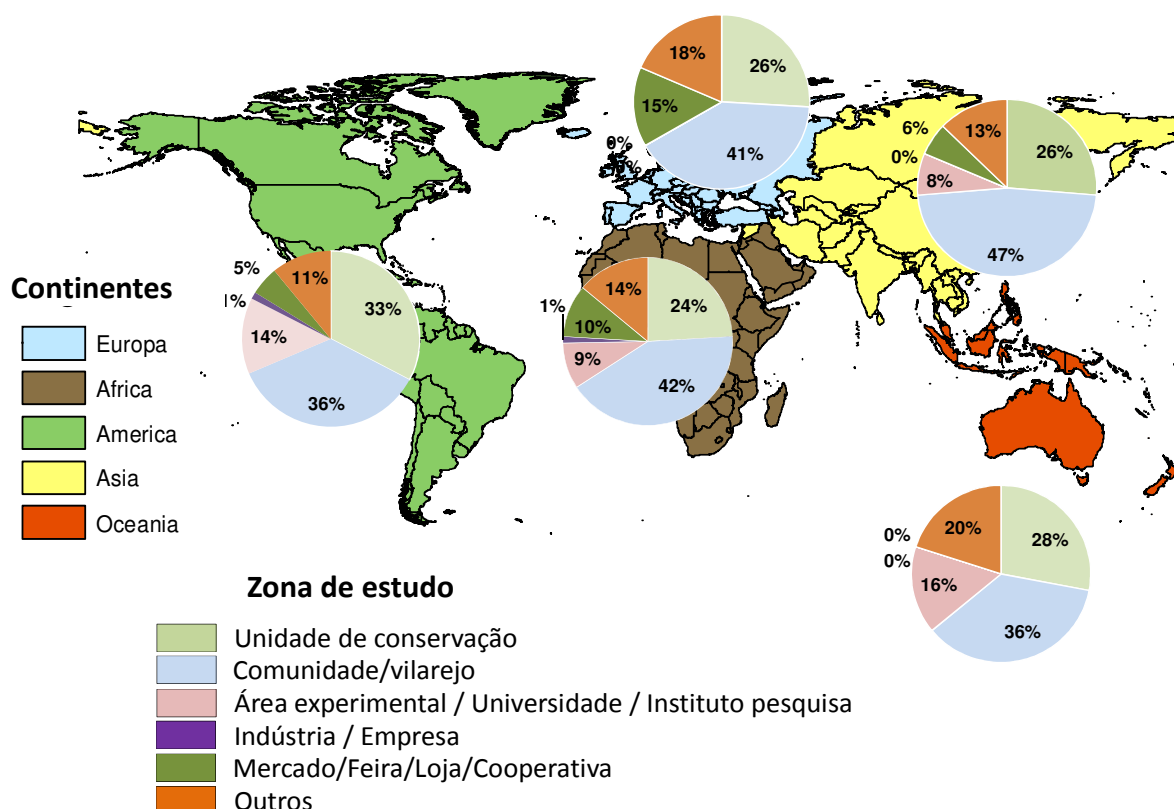 18%
26%
15%
41%
0%
6%
13%
26%
0%
8%
47%
5%
11%
33%
14%
36%
1%
14%
24%
10%
9%
42%
Continentes
Europa
Africa
America
Asia
Oceania
0%
20%
28%
0%
16%
36%
Zona de estudo
Unidade de conservação
Comunidade/vilarejo
Área experimental / Universidade / Instituto pesquisa
Indústria / Empresa
Mercado/Feira/Loja/Cooperativa
Outros